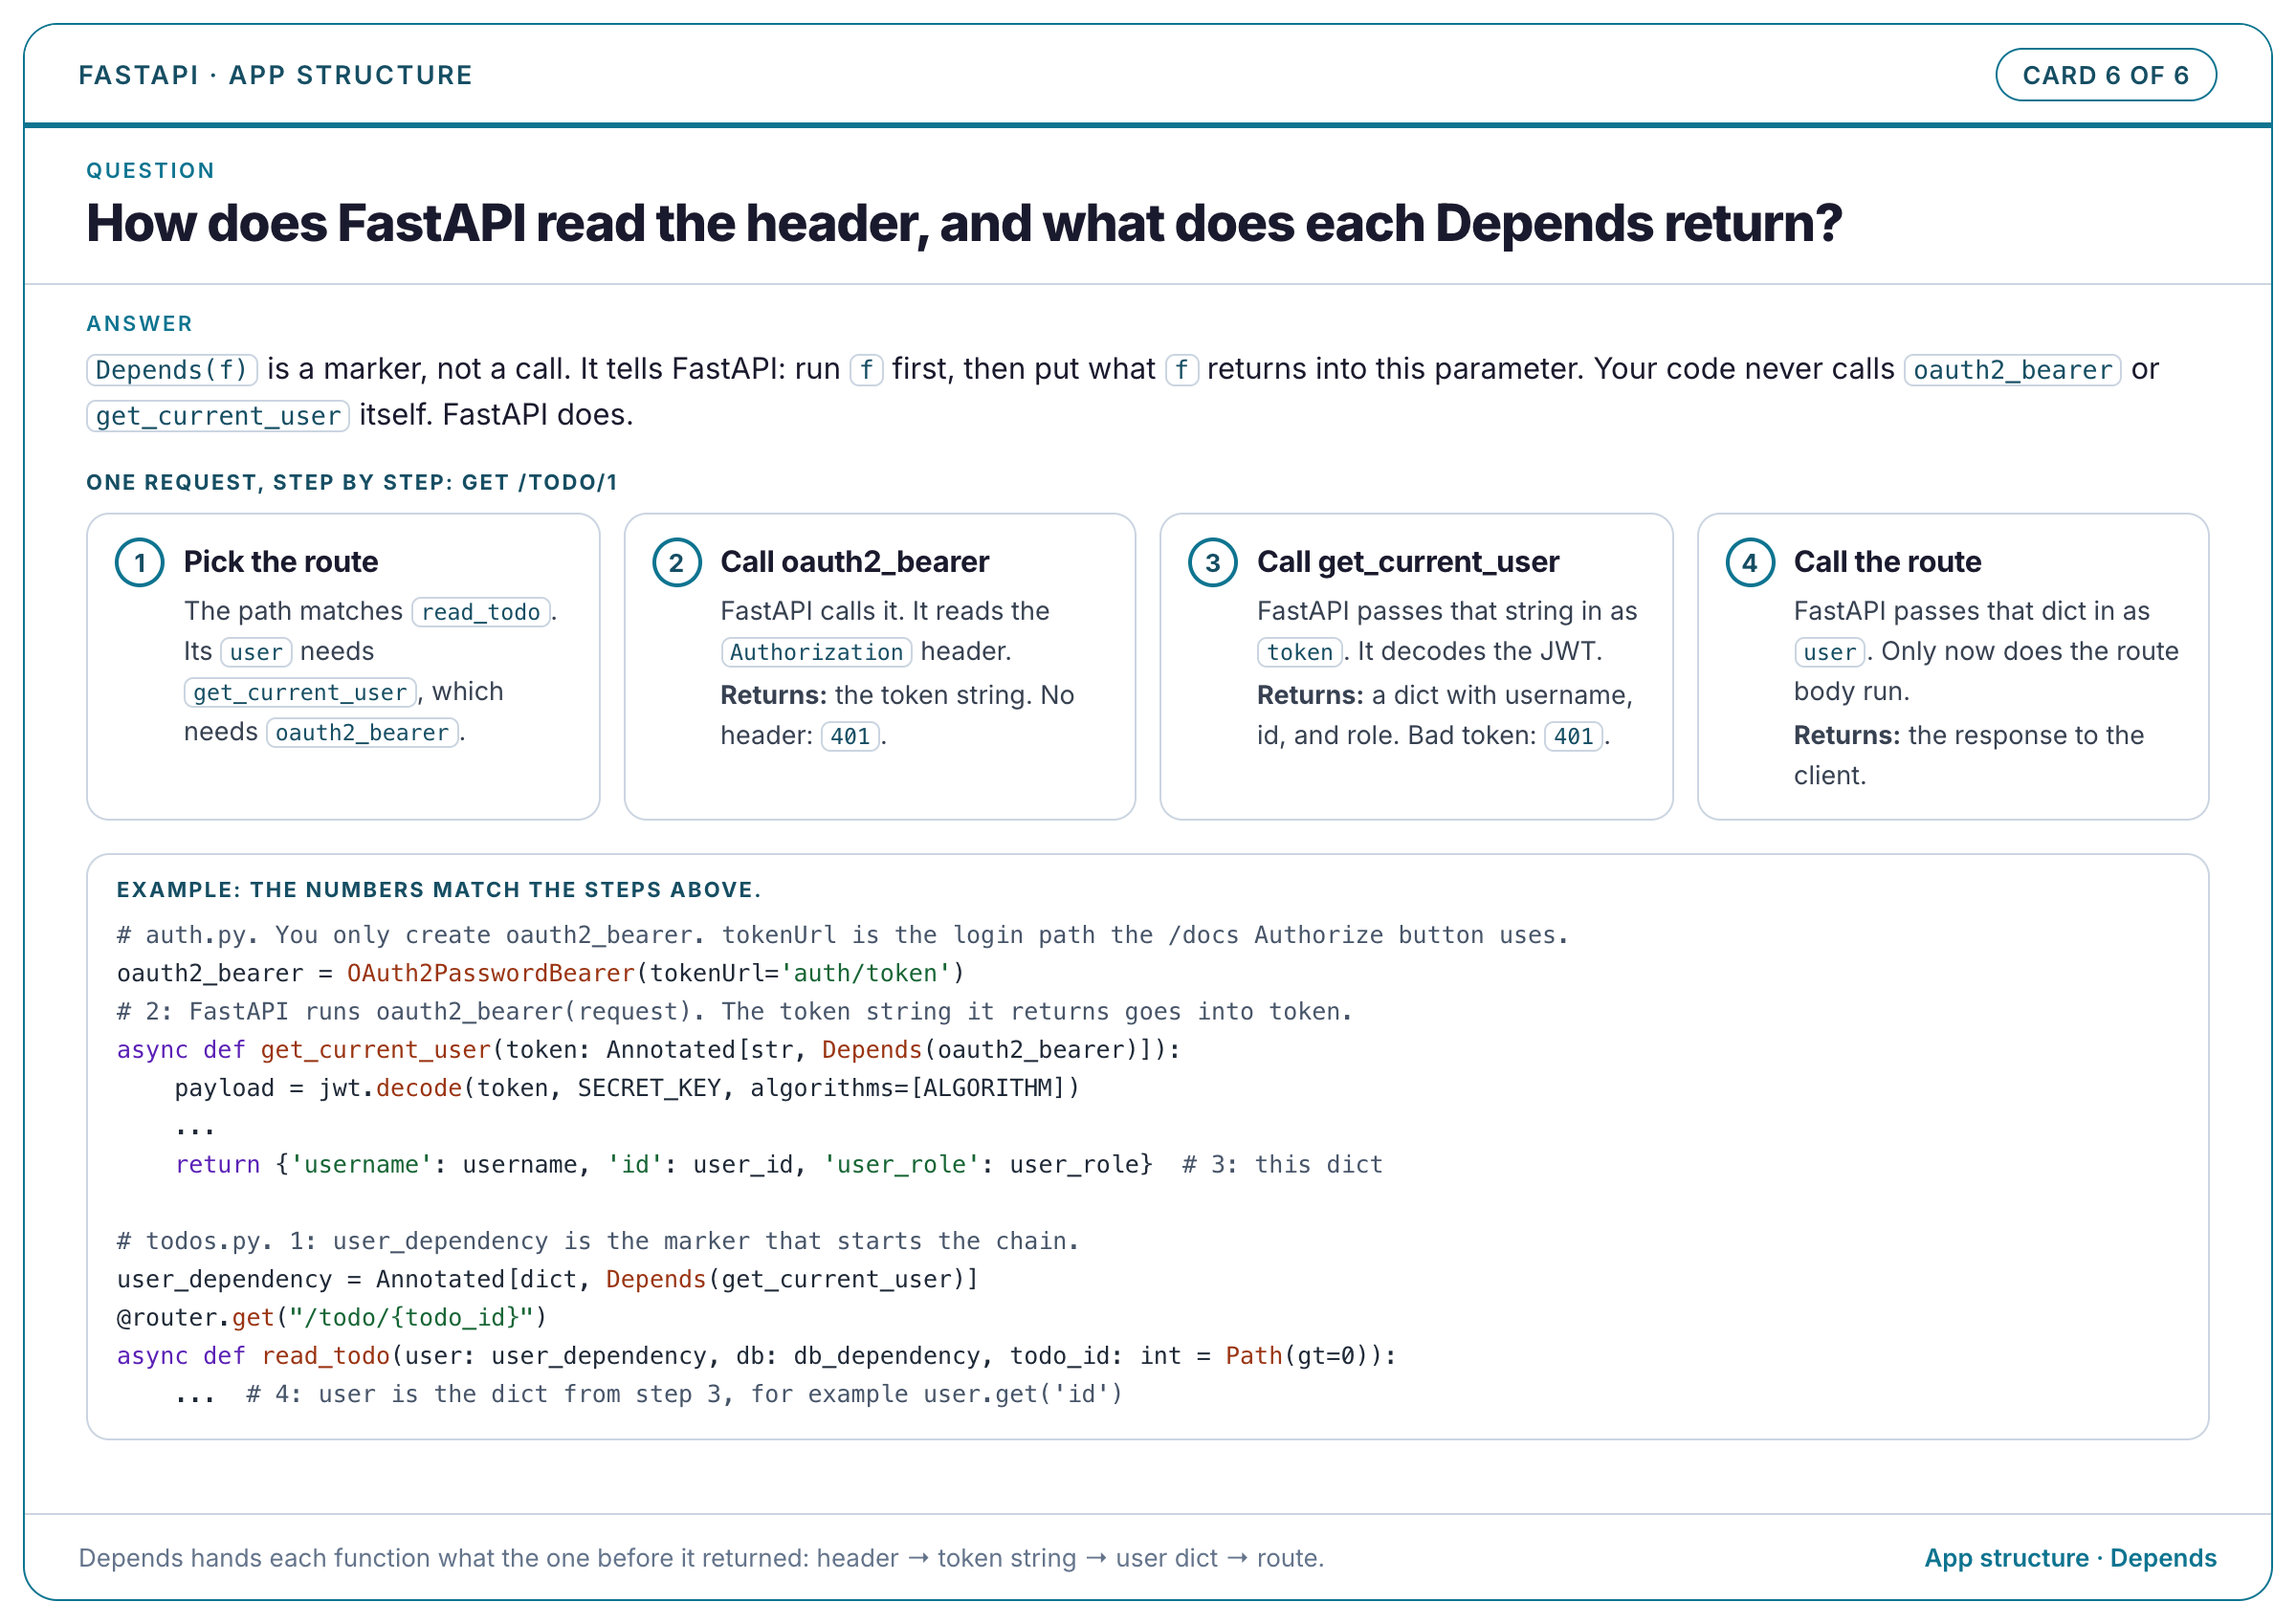 FASTAPI · APP STRUCTURE
CARD 6 OF 6
QUESTION
How does FastAPI read the header, and what does each Depends return?
ANSWER
Depends(f) is a marker, not a call. It tells FastAPI: run f first, then put what f returns into this parameter. Your code never calls oauth2_bearer or
get_current_user itself. FastAPI does.
ONE REQUEST, STEP BY STEP: GET /TODO/1
1 Pick the route
The path matches read_todo.
Its user needs
get_current_user, which
needs oauth2_bearer.
2 Call oauth2_bearer
FastAPI calls it. It reads the
Authorization header.
Returns: the token string. No
header: 401.
3 Call get_current_user
FastAPI passes that string in as
token. It decodes the JWT.
Returns: a dict with username,
id, and role. Bad token: 401.
4 Call the route
FastAPI passes that dict in as
user. Only now does the route
body run.
Returns: the response to the
client.
EXAMPLE: THE NUMBERS MATCH THE STEPS ABOVE.
# auth.py. You only create oauth2_bearer. tokenUrl is the login path the /docs Authorize button uses.
oauth2_bearer = OAuth2PasswordBearer(tokenUrl='auth/token')
# 2: FastAPI runs oauth2_bearer(request). The token string it returns goes into token.
async def get_current_user(token: Annotated[str, Depends(oauth2_bearer)]):
    payload = jwt.decode(token, SECRET_KEY, algorithms=[ALGORITHM])
    ...
    return {'username': username, 'id': user_id, 'user_role': user_role}  # 3: this dict
# todos.py. 1: user_dependency is the marker that starts the chain.
user_dependency = Annotated[dict, Depends(get_current_user)]
@router.get("/todo/{todo_id}")
async def read_todo(user: user_dependency, db: db_dependency, todo_id: int = Path(gt=0)):
    ...  # 4: user is the dict from step 3, for example user.get('id')
Depends hands each function what the one before it returned: header → token string → user dict → route.
App structure · Depends